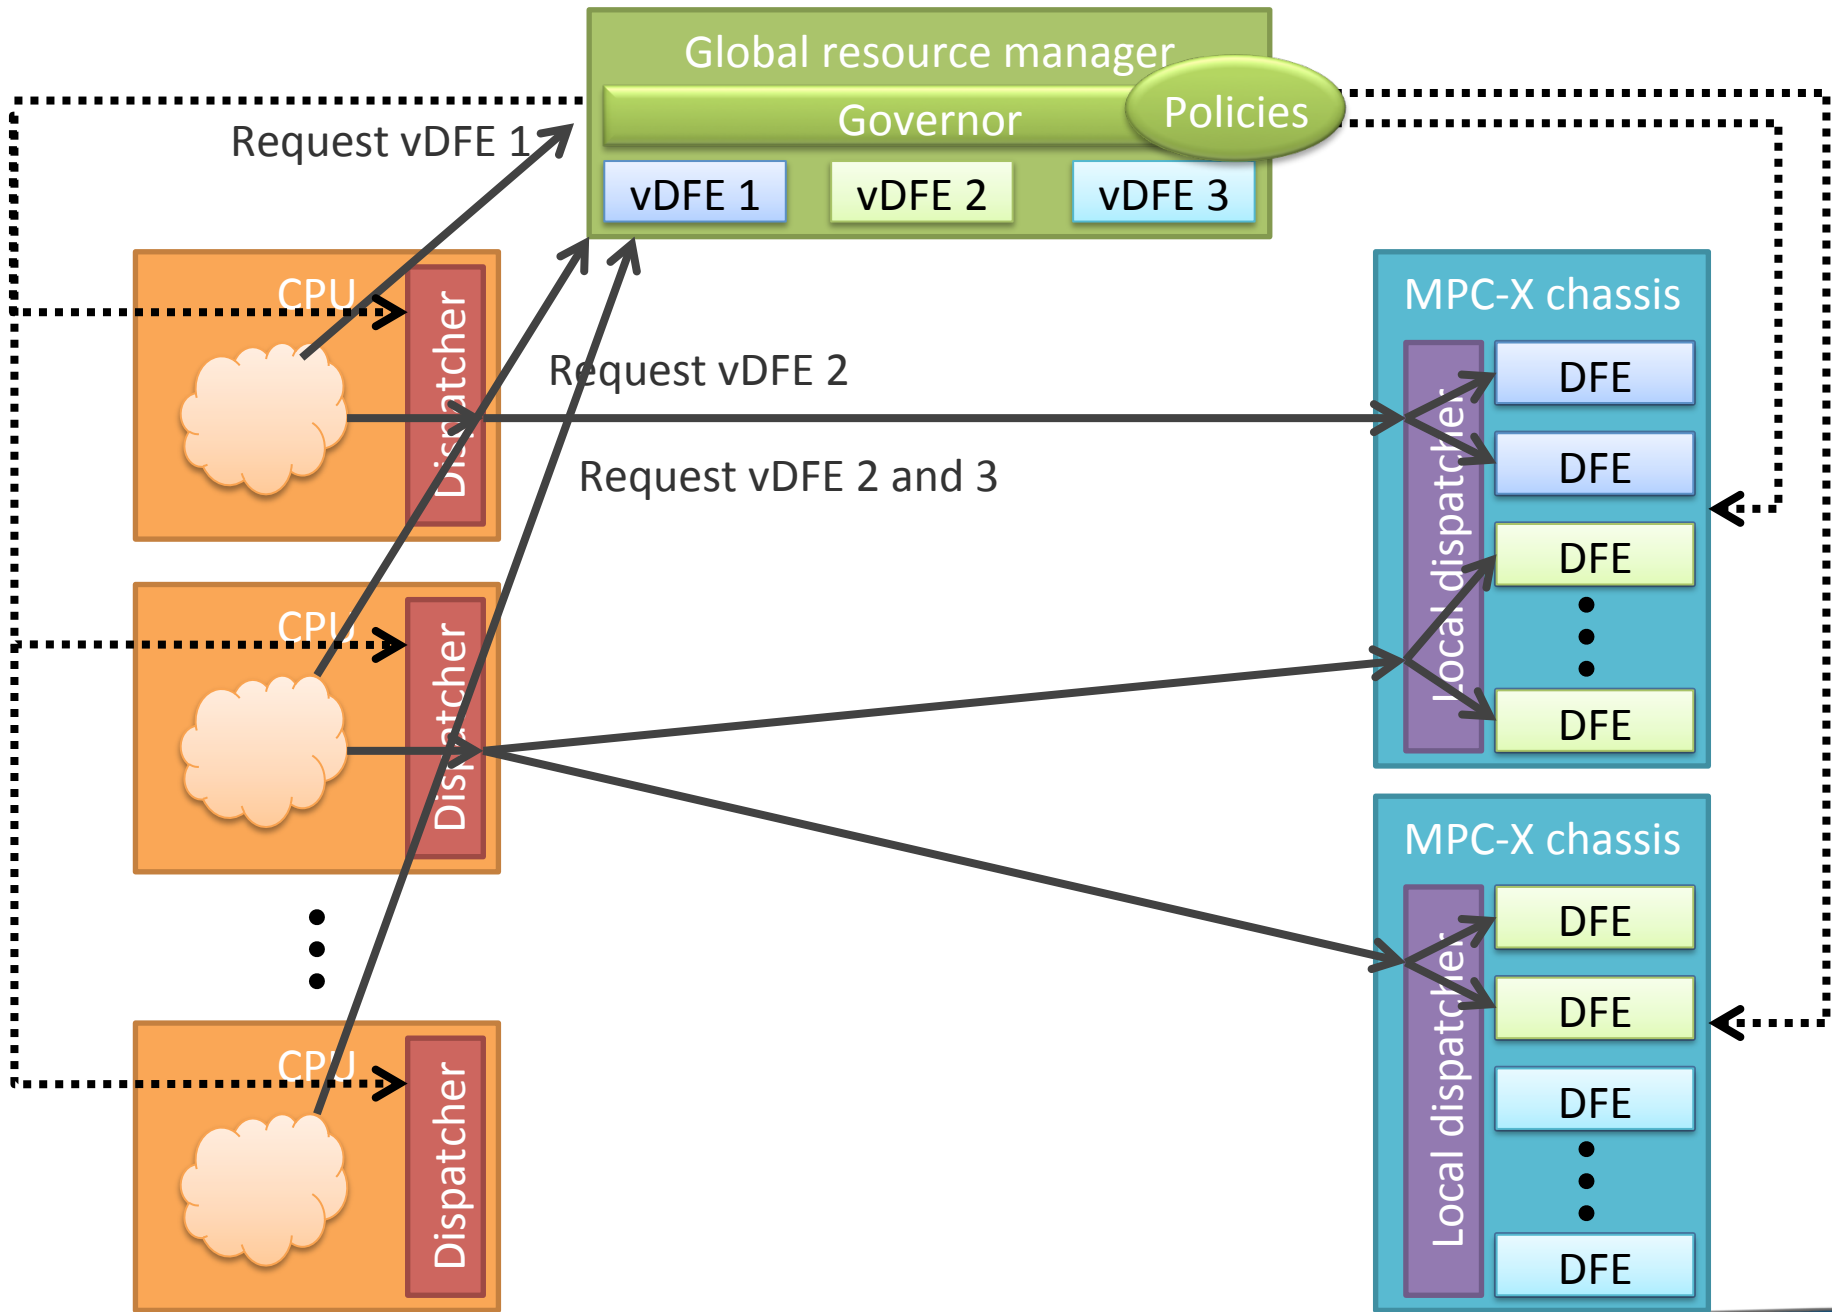 Global resource manager
Governor
Policies
vDFE 1
vDFE 2
vDFE 3
Request vDFE 1
CPU
Dispatcher
Request vDFE 2
Request vDFE 2 and 3
CPU
Dispatcher
CPU
Dispatcher
MPC-X chassis
Local dispatcher
DFE
DFE
DFE
DFE
MPC-X chassis
Local dispatcher
DFE
DFE
DFE
DFE